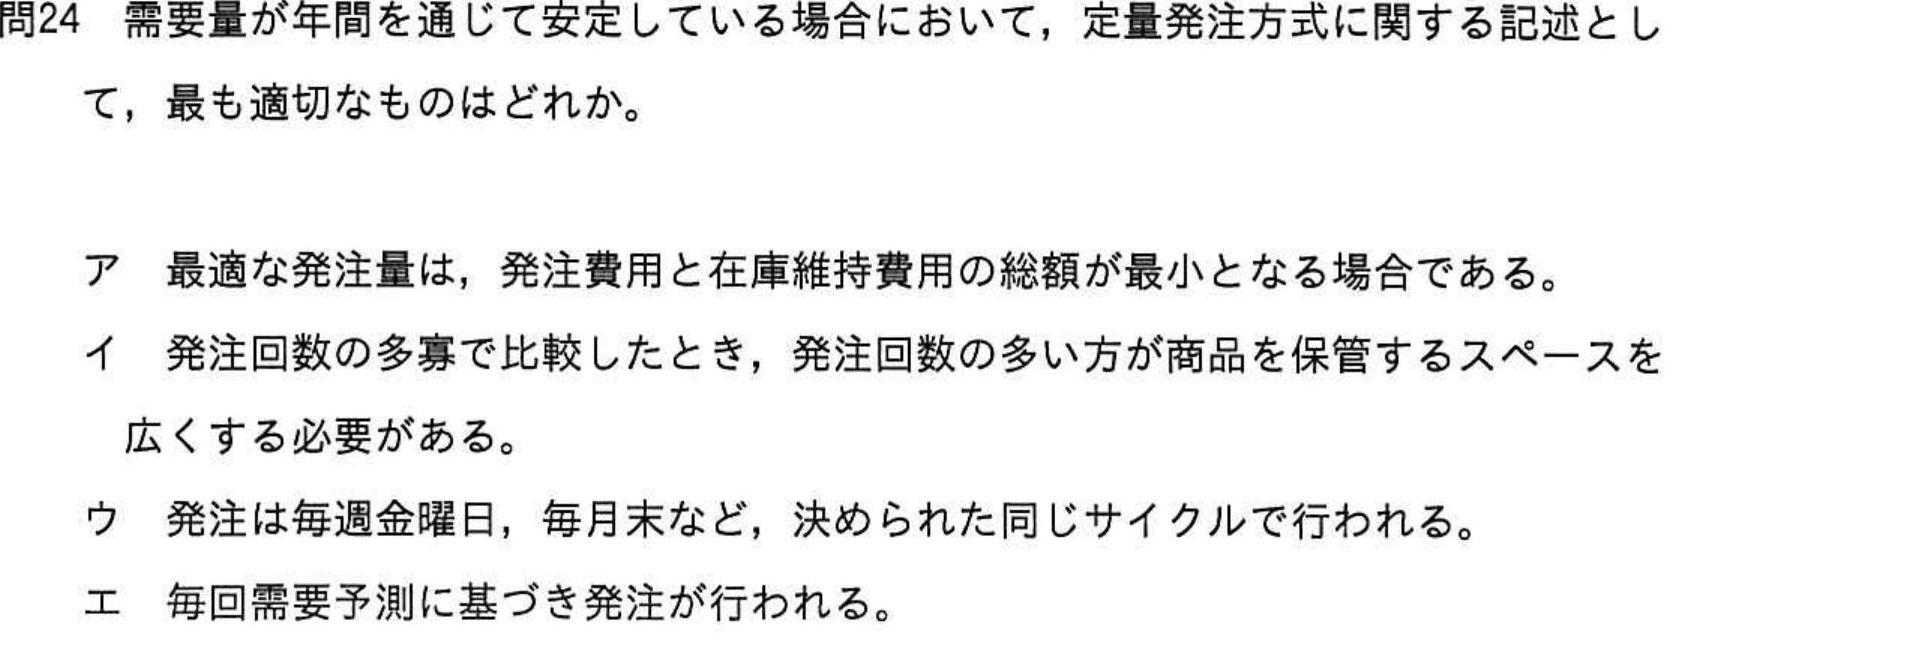 問24　需要量が年間を通じて安定している場合において，定量発注方式に関する記述とし
て，最も適切なものはどれか。
ア　最適な発注量は，発注費用と在庫維持費用の総額が最小となる場合である。
イ　発注回数の多寡で比較したとき，発注回数の多い方が商品を保管するスペースを
広くする必要がある。
ウ　発注は毎週金曜日，毎月末など，決められた同じサイクルで行われる。
エ　毎回需要予測に基づき発注が行われる。